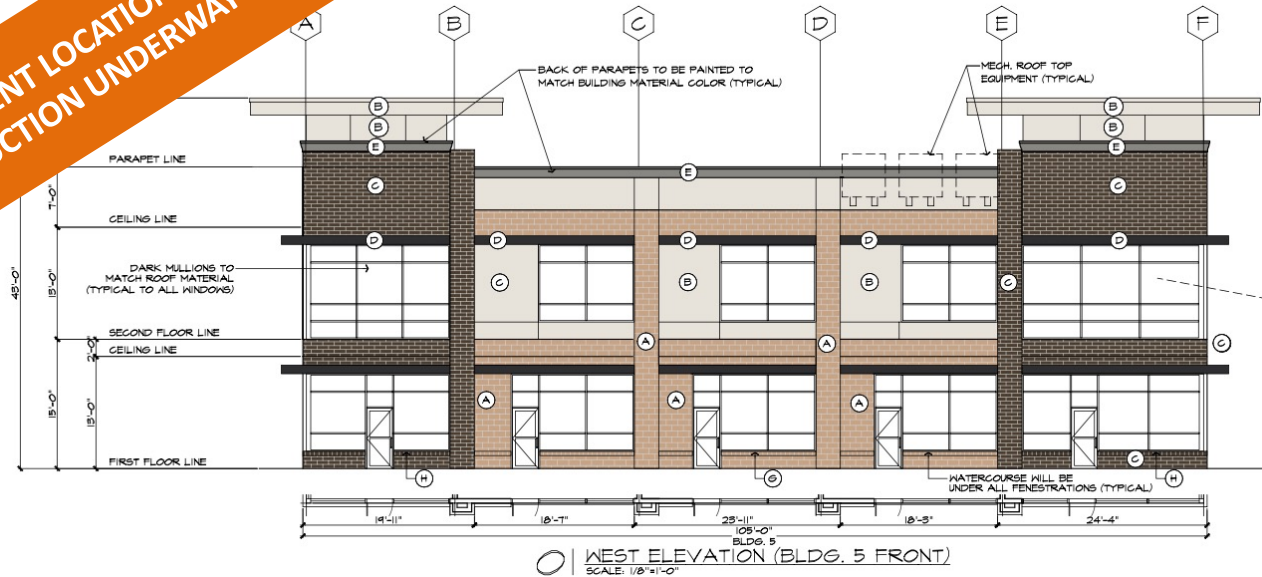 ENT LOCATION
CTION UNDERWAY
A
B
C
D
E
F
BACK OF PARAPETS TO BE PAINTED TO
MATCH BUILDING MATERIAL COLOR (TYPICAL)
MECH. ROOF TOP
EQUIPMENT (TYPICAL)
B
B
B
B
E
E
E
PARAPET LINE
C
C
7'-0"
CEILING LINE
D
D
D
D
D
DARK MULLIONS TO
MATCH ROOF MATERIAL
(TYPICAL TO ALL WINDOWS)
C
B
B
C
43'-0"
13'-0"
SECOND FLOOR LINE
2'-0"
CEILING LINE
A
A
C
15'-0"
13'-0"
A
A
A
FIRST FLOOR LINE
C
H
G
WATERCOURSE WILL BE
UNDER ALL FENESTRATIONS (TYPICAL)
H
19'-11"
18'-7"
23'-11"
18'-3"
24'-4"
105'-0"
BLDG. 5
WEST ELEVATION (BLDG. 5 FRONT)
SCALE: 1/8"=1'-0"